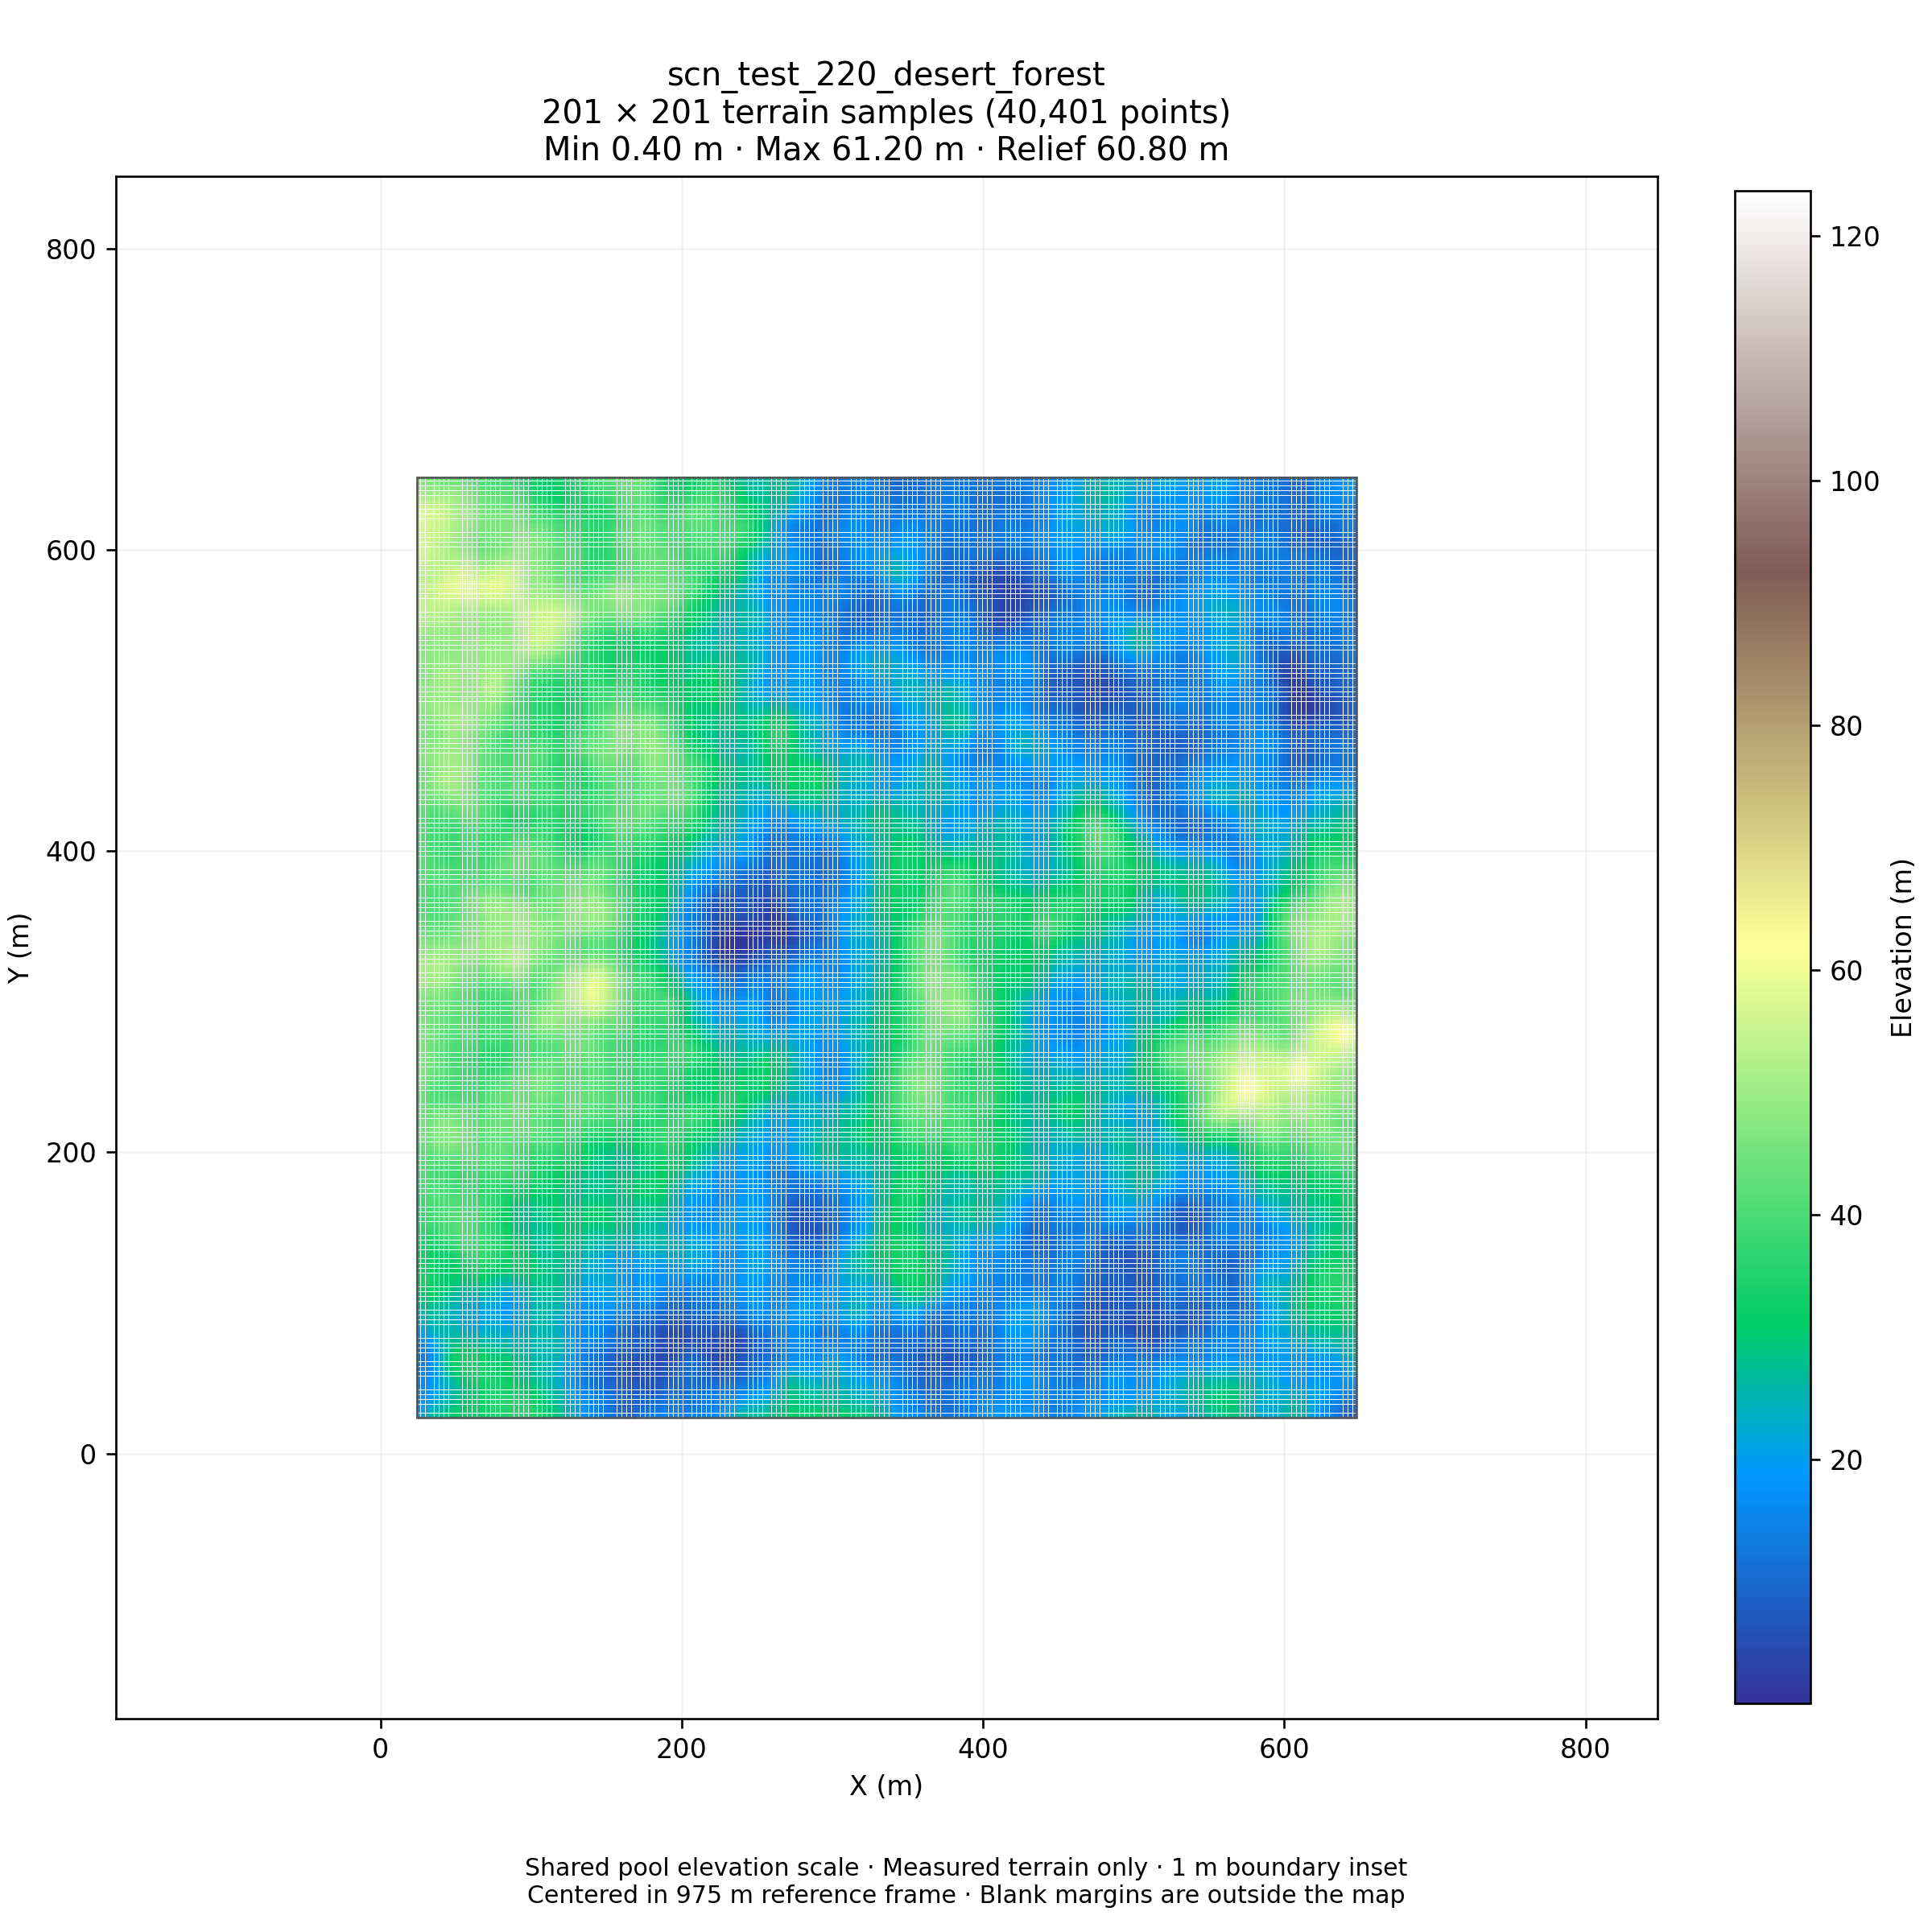 scn_test_220_desert_forest
201 × 201 terrain samples (40,401 points)
Min 0.40 m · Max 61.20 m · Relief 60.80 m
800
600
400
200
0
Y (m)
0
200
400
600
800
X (m)
120
100
80
60
40
20
Elevation (m)
Shared pool elevation scale · Measured terrain only · 1 m boundary inset
Centered in 975 m reference frame · Blank margins are outside the map